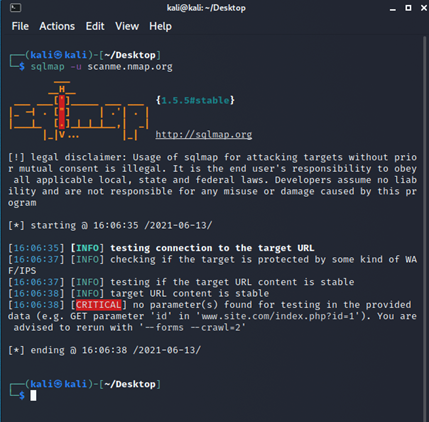 kali@kali: ~/Desktop
File Actions Edit View Help
┌──(kali㉿kali)-[~/Desktop]
└─$ sqlmap -u scanme.nmap.org
{1.5.5#stable}
http://sqlmap.org
[!] legal disclaimer: Usage of sqlmap for attacking targets without prio
r mutual consent is illegal. It is the end user's responsibility to obey
all applicable local, state and federal laws. Developers assume no liab
ility and are not responsible for any misuse or damage caused by this pr
ogram
[*] starting @ 16:06:35 /2021-06-13/
[16:06:35] [INFO] testing connection to the target URL
[16:06:37] [INFO] checking if the target is protected by some kind of WA
F/IPS
[16:06:37] [INFO] testing if the target URL content is stable
[16:06:38] [INFO] target URL content is stable
[16:06:38] [CRITICAL] no parameter(s) found for testing in the provided
data (e.g. GET parameter 'id' in 'www.site.com/index.php?id=1'). You are
advised to rerun with '--forms --crawl=2'
[*] ending @ 16:06:38 /2021-06-13/
┌──(kali㉿kali)-[~/Desktop]
└─$